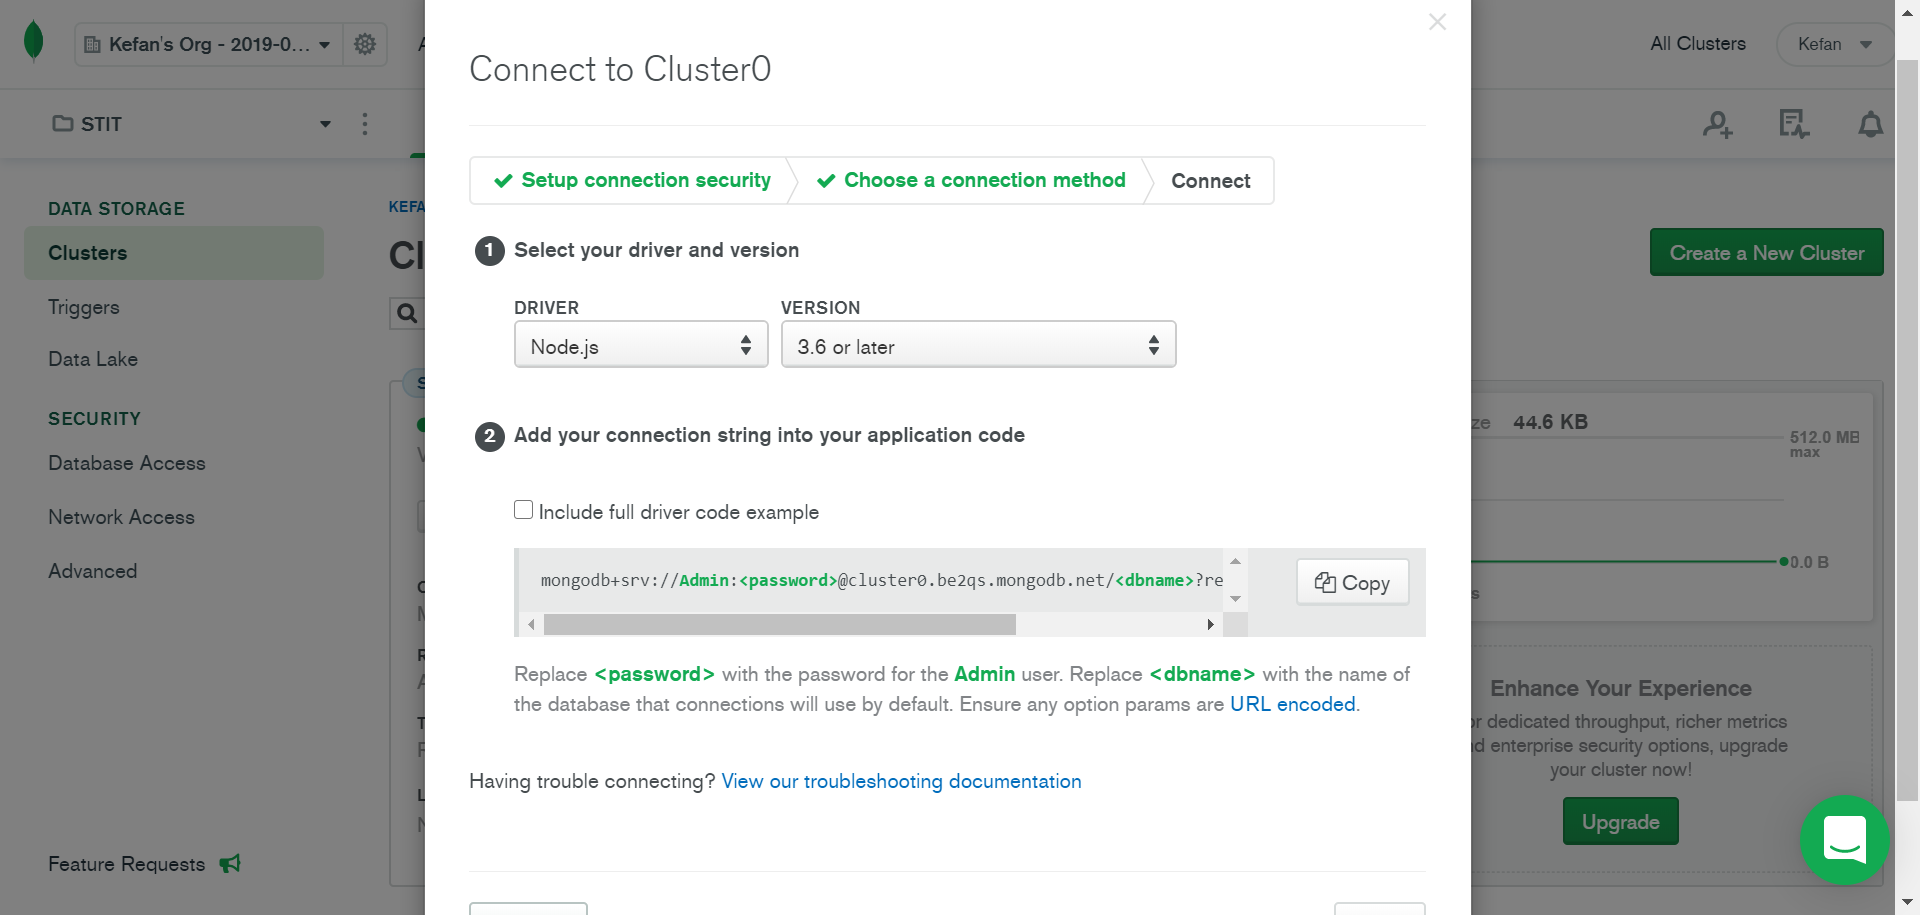 Kefan's Org - 2019-0...
All Clusters
Kefan
STIT
Connect to Cluster0
Setup connection security
Choose a connection method
Connect
DATA STORAGE
Clusters
Triggers
Data Lake
SECURITY
Database Access
Network Access
Advanced
Feature Requests
KEFA
Cl
Create a New Cluster
1 Select your driver and version
DRIVER VERSION
Node.js 3.6 or later
2 Add your connection string into your application code
Include full driver code example
mongodb+srv://Admin:<password>@cluster0.be2qs.mongodb.net/<dbname>?re
Copy
Replace <password> with the password for the Admin user. Replace <dbname> with the name of
the database that connections will use by default. Ensure any option params are URL encoded.
Having trouble connecting? View our troubleshooting documentation
ze 44.6 KB
512.0 MB
max
0.0 B
s
Enhance Your Experience
or dedicated throughput, richer metrics
nd enterprise security options, upgrade
your cluster now!
Upgrade